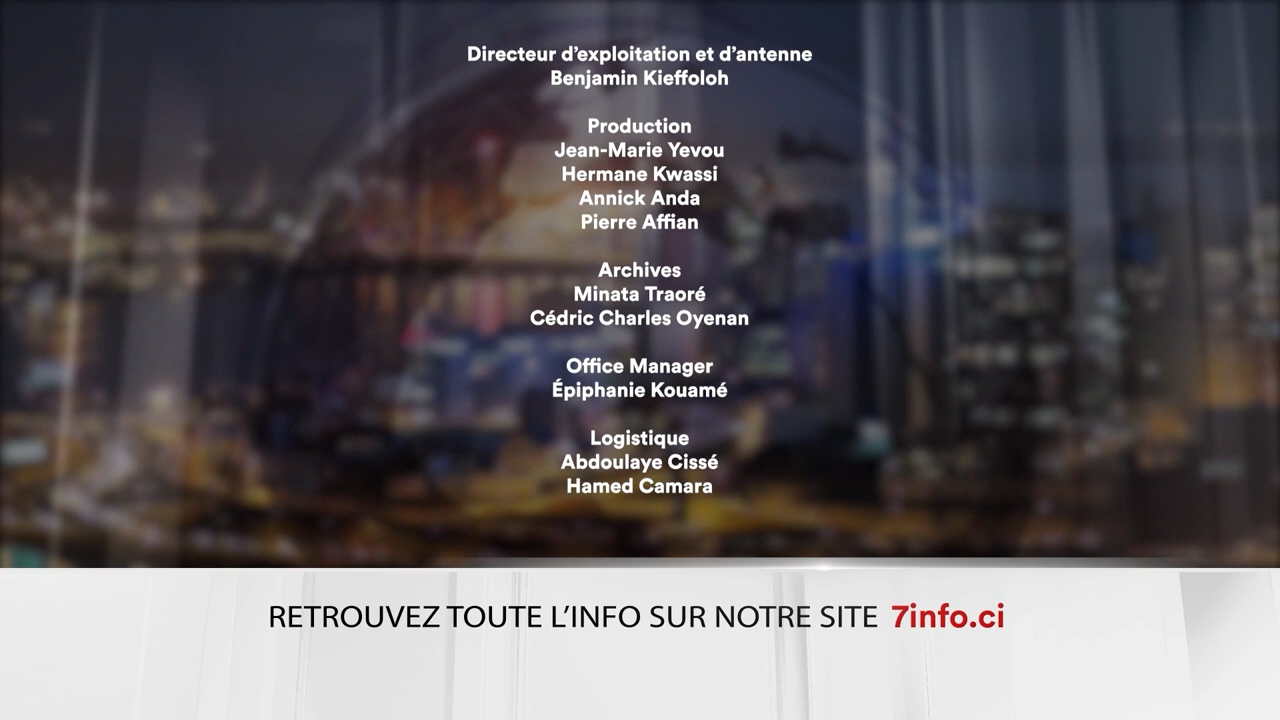 Directeur d’exploitation et d’antenne
Benjamin Kieffoloh
Production
Jean-Marie Yevou
Hermane Kwassi
Annick Anda
Pierre Affian
Archives
Minata Traoré
Cédric Charles Oyenan
Office Manager
Épiphanie Kouamé
Logistique
Abdoulaye Cissé
Hamed Camara
RETROUVEZ TOUTE L’INFO SUR NOTRE SITE 7info.ci